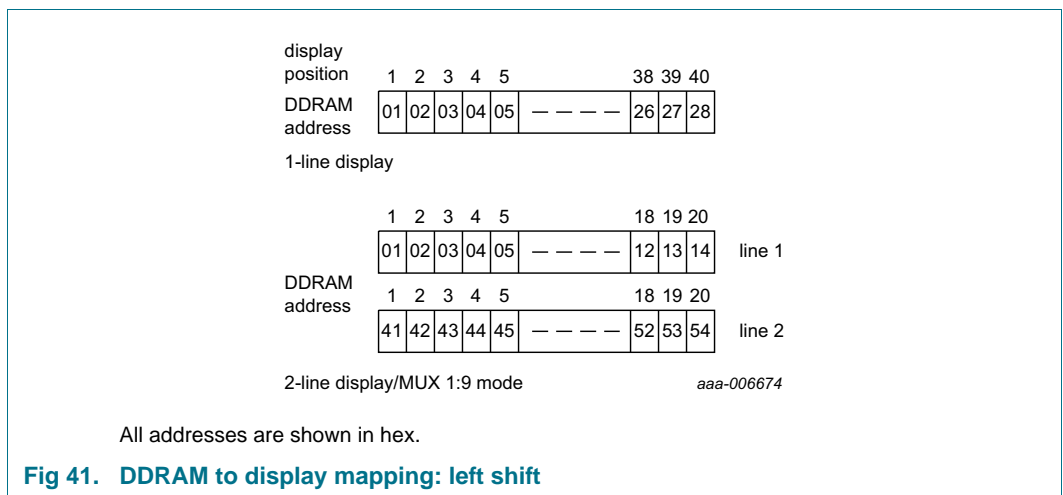 display
position 1 2 3 4 5 38 39 40
DDRAM
address 01 02 03 04 05 — — — — 26 27 28
1-line display
1 2 3 4 5 18 19 20
01 02 03 04 05 — — — — 12 13 14 line 1
DDRAM
address
1 2 3 4 5 18 19 20
41 42 43 44 45 — — — — 52 53 54 line 2
2-line display/MUX 1:9 mode aaa-006674
All addresses are shown in hex.
Fig 41. DDRAM to display mapping: left shift